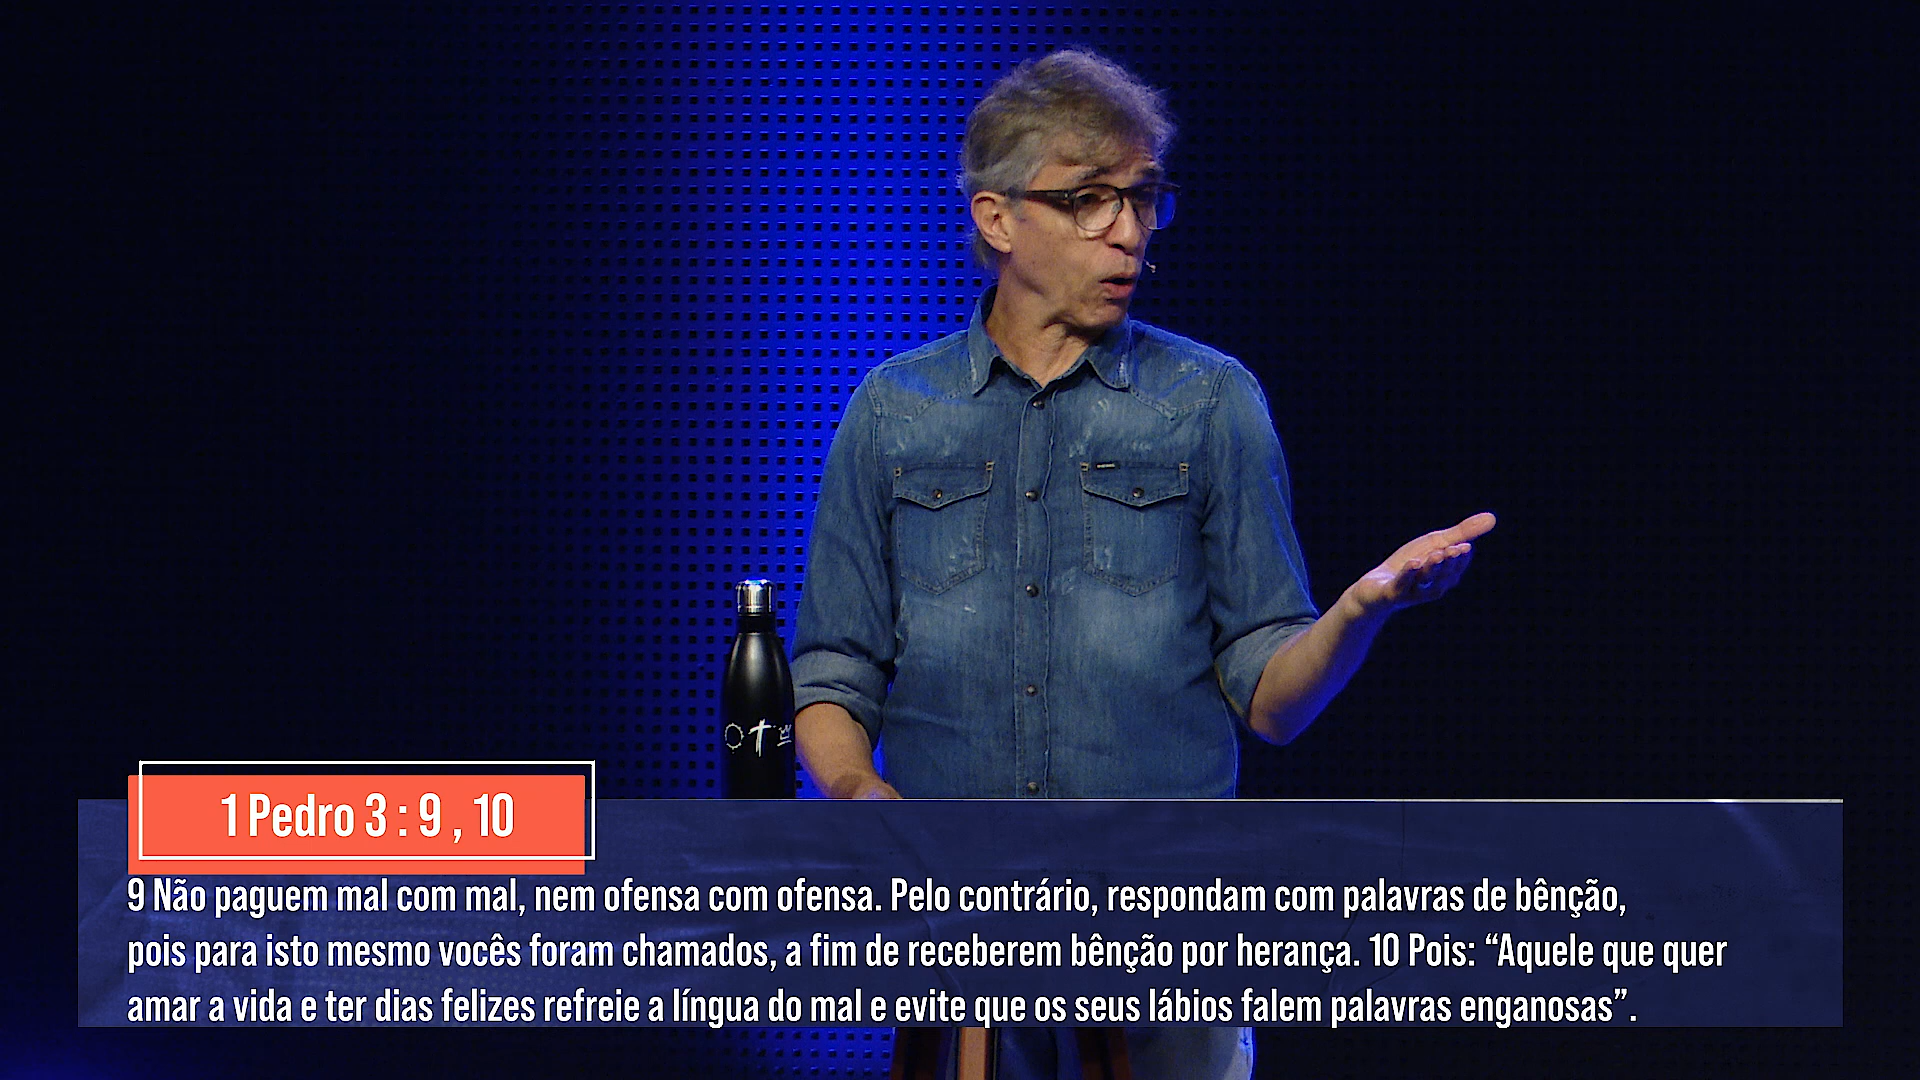 1 Pedro 3 : 9 , 10
9 Não paguem mal com mal, nem ofensa com ofensa. Pelo contrário, respondam com palavras de bênção,
pois para isto mesmo vocês foram chamados, a fim de receberem bênção por herança. 10 Pois: “Aquele que quer
amar a vida e ter dias felizes refreie a língua do mal e evite que os seus lábios falem palavras enganosas”.